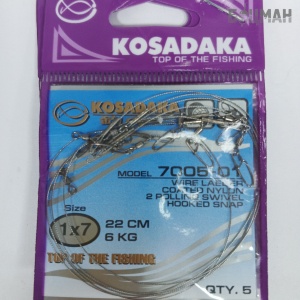 БОЦМАН
KOSADAKA
TOP OF THE FISHING
KOSADAKA
MODEL 7005-01
WIRE LEADER
COATED NYLON
2 ROLLING SWIVEL
HOOKED SNAP
Size
1x7
22 CM
6 KG
TOP OF THE FISHING
QTY. 5